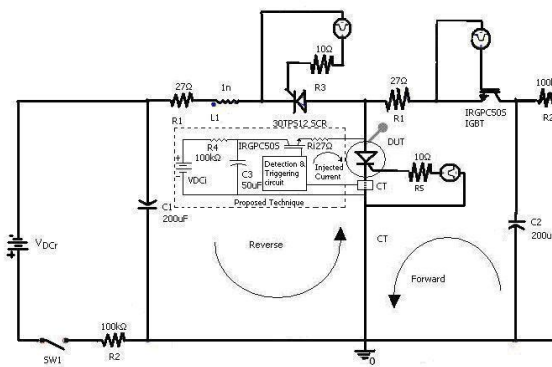 10Ω
R3
27Ω
R1
1n
L1
30TPS12 SCR
27Ω
R1
IRGPC50S
IGBT
100k
R2
R4
100kΩ
IRGPC50S
Ri27Ω
VDCi
C3
50uF
Detection &
Triggering
circuit
Injected
Current
Proposed Technique
DUT
10Ω
R5
CT
CT
C1
200uF
C2
200u
VDCr
Reverse
Forward
SW1
100kΩ
R2
0